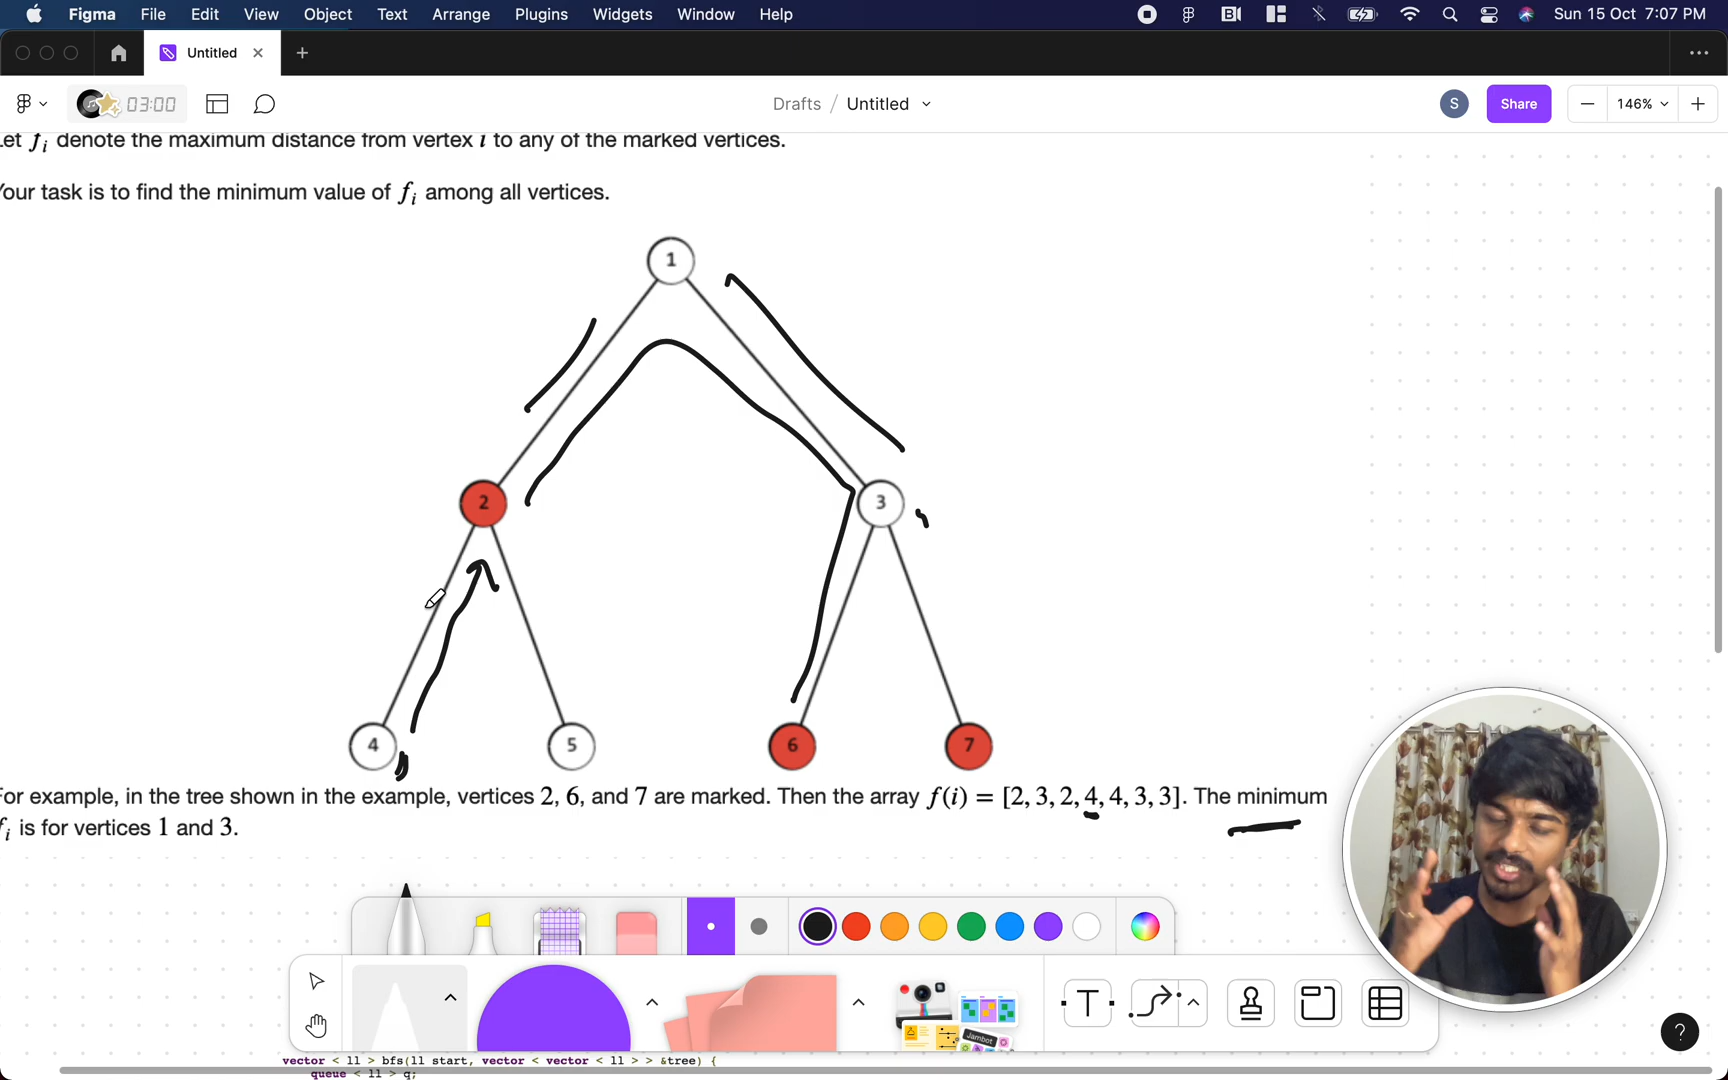 Figma File Edit View Object Text Arrange Plugins Widgets Window Help Sun 15 Oct 7:07 PM
Untitled
03:00 Drafts / Untitled S Share 146%
Let f_i denote the maximum distance from vertex i to any of the marked vertices.
Your task is to find the minimum value of f_i among all vertices.
1
2 3
4 5 6 7
For example, in the tree shown in the example, vertices 2, 6, and 7 are marked. Then the array f(i) = [2, 3, 2, 4, 4, 3, 3]. The minimum
f_i is for vertices 1 and 3.
T
Jambot
?
vector < ll > bfs(ll start, vector < vector < ll > > &tree) {
queue < ll > q;